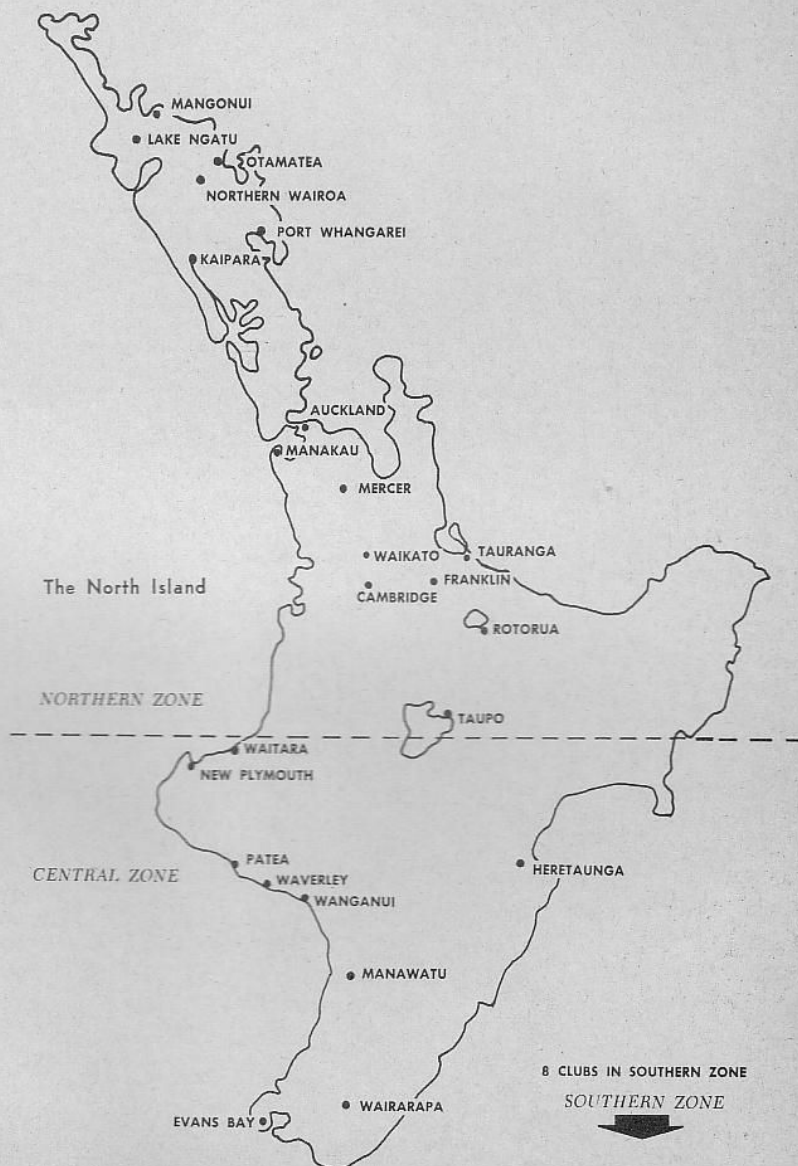 MANGONUI
LAKE NGATU
OTAMATEA
NORTHERN WAIROA
PORT WHANGAREI
KAIPARA
AUCKLAND
MANAKAU
MERCER
WAIKATO
TAURANGA
FRANKLIN
CAMBRIDGE
The North Island
ROTORUA
NORTHERN ZONE
TAUPO
WAITARA
NEW PLYMOUTH
PATEA
HERETAUNGA
CENTRAL ZONE
WAVERLEY
WANGANUI
MANAWATU
8 CLUBS IN SOUTHERN ZONE
SOUTHERN ZONE
WAIRARAPA
EVANS BAY